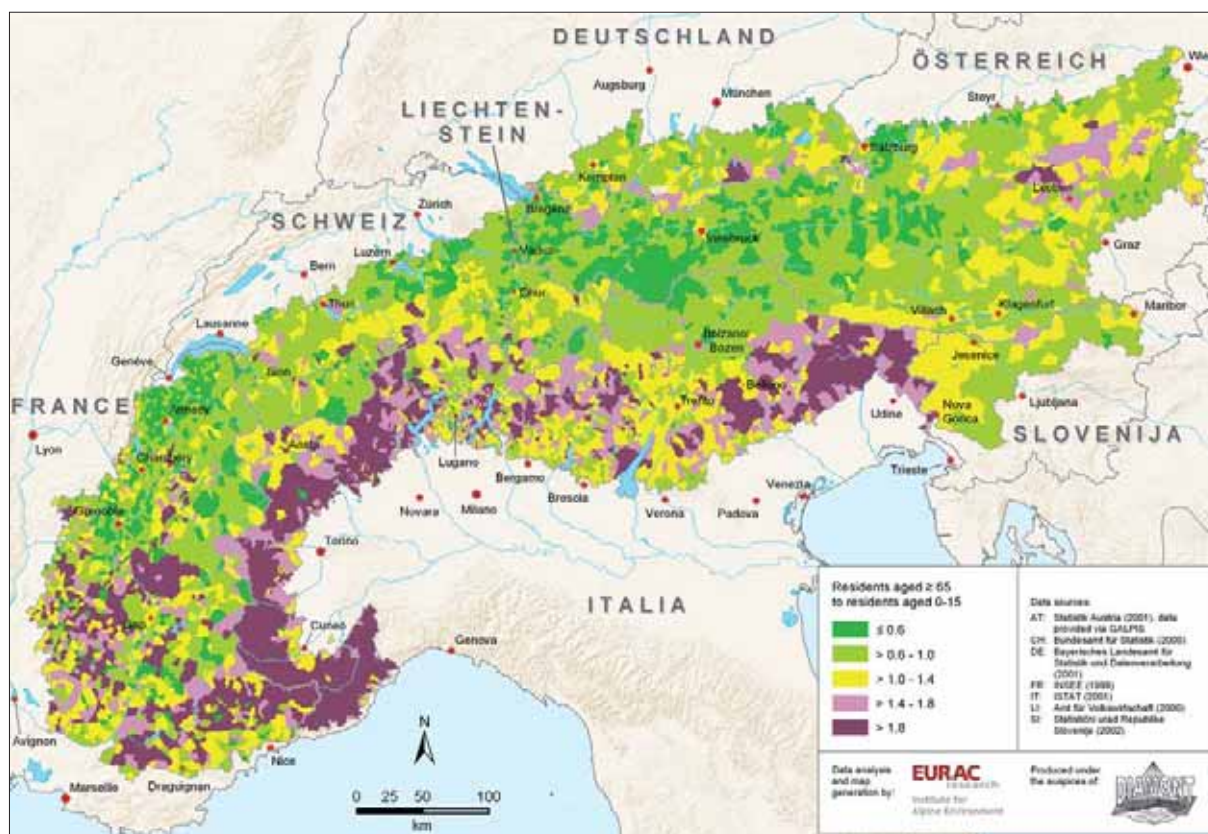 DEUTSCHLAND
ÖSTERREICH
Wie
Augsburg
München
Steyr
LIECHTEN-
STEIN
Salzburg
Kempten
Leoben
Zürich
Bregenz
SCHWEIZ
Vaduz
Innsbruck
Luzern
Graz
Bern
Chur
Thun
Villach
Klagenfurt
Maribor
Lausanne
Bolzano/
Bozen
Jesenice
Genéve
Sion
Belluno
FRANCE
Annecy
Trento
Udine
Nova
Gorica
Ljubljana
Lyon
Aosta
SLOVENIJA
Chambéry
Lugano
Bergamo
Trieste
Brescia
Venezia
Novara
Milano
Verona
Padova
Grenoble
Torino
ITALIA
Gap
Cuneo
Genova
Avignon
Nice
Marseille
Draguignan
N
0 25 50 100
km
Residents aged ≥ 65
to residents aged 0-15
≤ 0.6
> 0.6 - 1.0
> 1.0 - 1.4
> 1.4 - 1.8
> 1.8
Data sources:
AT: Statistik Austria (2001), data
provided via GALPIS
CH: Bundesamt für Statistik (2000)
DE: Bayerisches Landesamt für
Statistik und Datenverarbeitung
(2001)
FR: INSEE (1999)
IT: ISTAT (2001)
LI: Amt für Volkswirtschaft (2000)
SI: Statistični urad Republike
Slovenije (2002)
Data analysis
and map
generation by:
EURAC
research
Institute for
Alpine Environment
Produced under
the auspices of:
DIAMONT